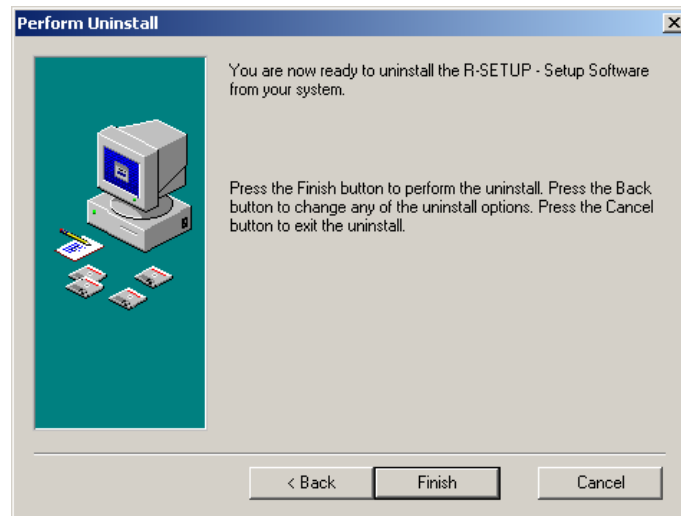 Perform Uninstall
You are now ready to uninstall the R-SETUP - Setup Software
from your system.
Press the Finish button to perform the uninstall. Press the Back
button to change any of the uninstall options. Press the Cancel
button to exit the uninstall.
< Back
Finish
Cancel